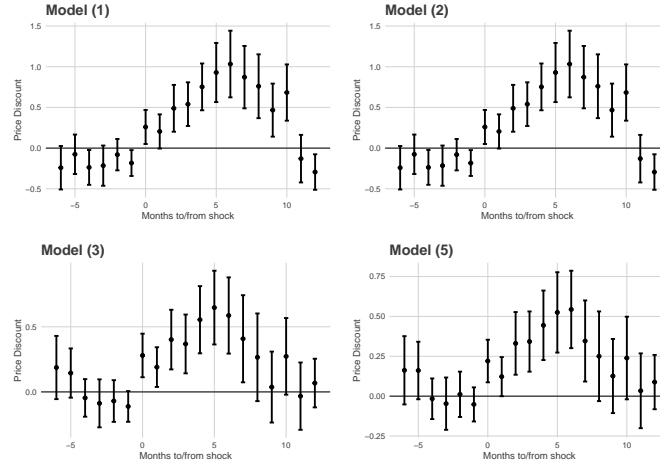 Model (1)
1.5
1.0
0.5
0.0
−0.5
Price Discount
−5
0
5
10
Months to/from shock
Model (2)
1.5
1.0
0.5
0.0
−0.5
Price Discount
−5
0
5
10
Months to/from shock
Model (3)
0.5
0.0
Price Discount
−5
0
5
10
Months to/from shock
Model (5)
0.75
0.50
0.25
0.00
−0.25
Price Discount
−5
0
5
10
Months to/from shock